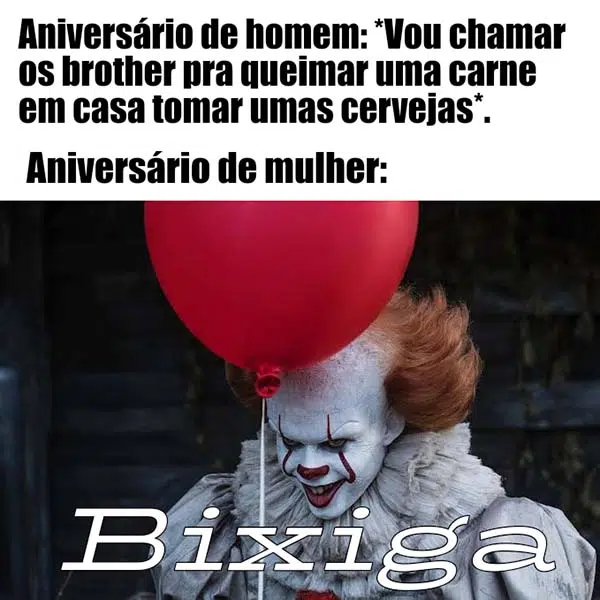 Aniversário de homem: *Vou chamar
os brother pra queimar uma carne
em casa tomar umas cervejas*.
Aniversário de mulher:
Bixiga